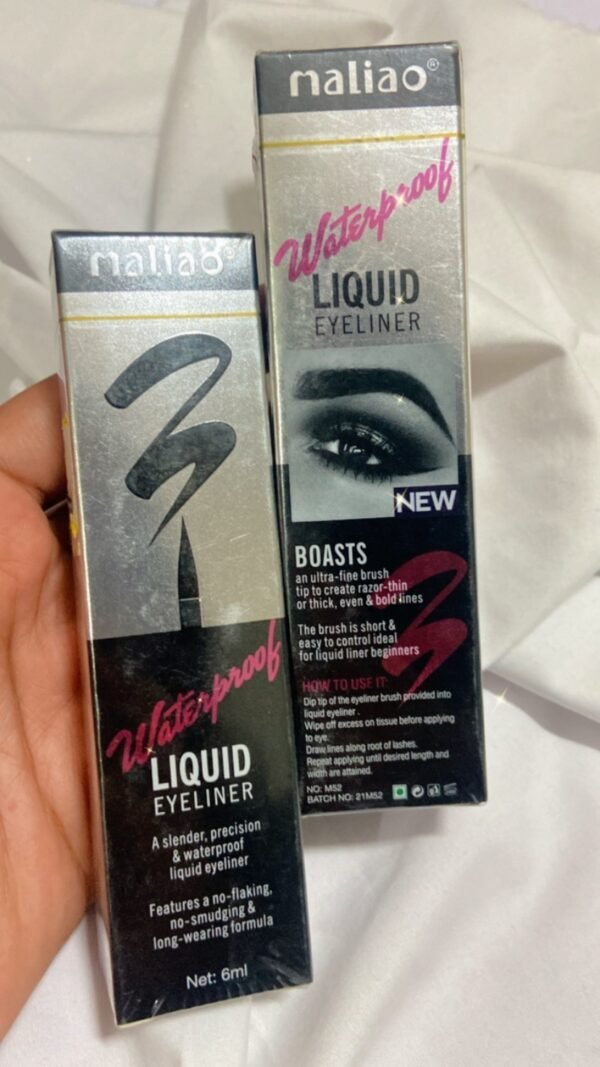 maliao®
Waterproof
LIQUID
EYELINER
A slender, precision
& waterproof
liquid eyeliner
Features a no-flaking,
no-smudging &
long-wearing formula
Net: 6ml
maliao®
Waterproof
LIQUID
EYELINER
NEW
BOASTS
an ultra-fine brush
tip to create razor-thin
or thick, even & bold lines
The brush is short &
easy to control ideal
for liquid liner beginners
HOW TO USE IT:
Dip tip of the eyeliner brush provided into
liquid eyeliner .
Wipe off excess on tissue before applying
to eye.
Draw lines along root of lashes.
Repeat applying until desired length and
width are attained.
NO: M52
BATCH NO: 21M52